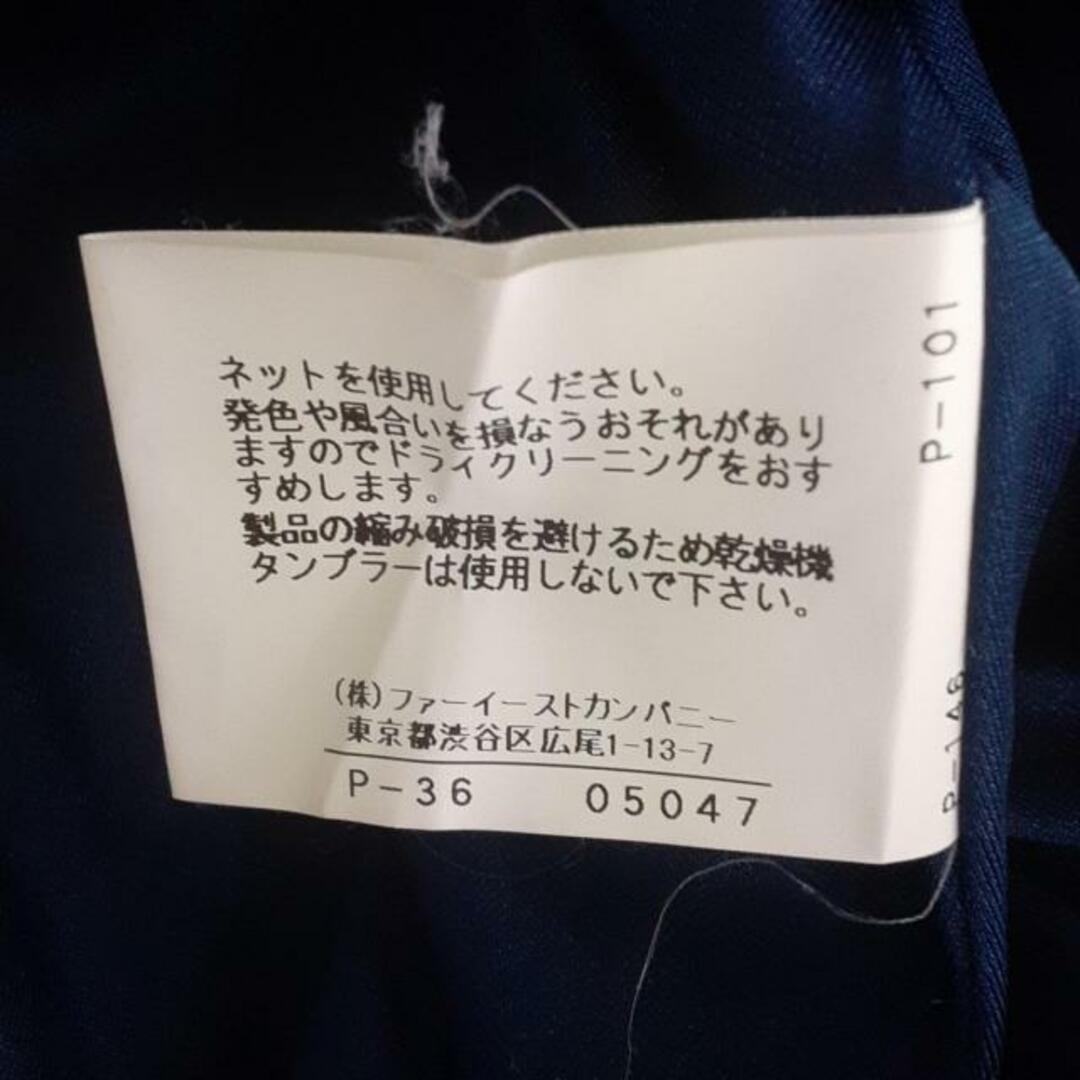 ネットを使用してください。
発色や風合いを損なうおそれがあり
ますのでドライクリーニングをおす
すめします。
製品の縮み破損を避けるため乾燥機
タンブラーは使用しないで下さい。
(株)ファーイーストカンパニー
東京都渋谷区広尾1-13-7
P-36 05047
P-101
P-146